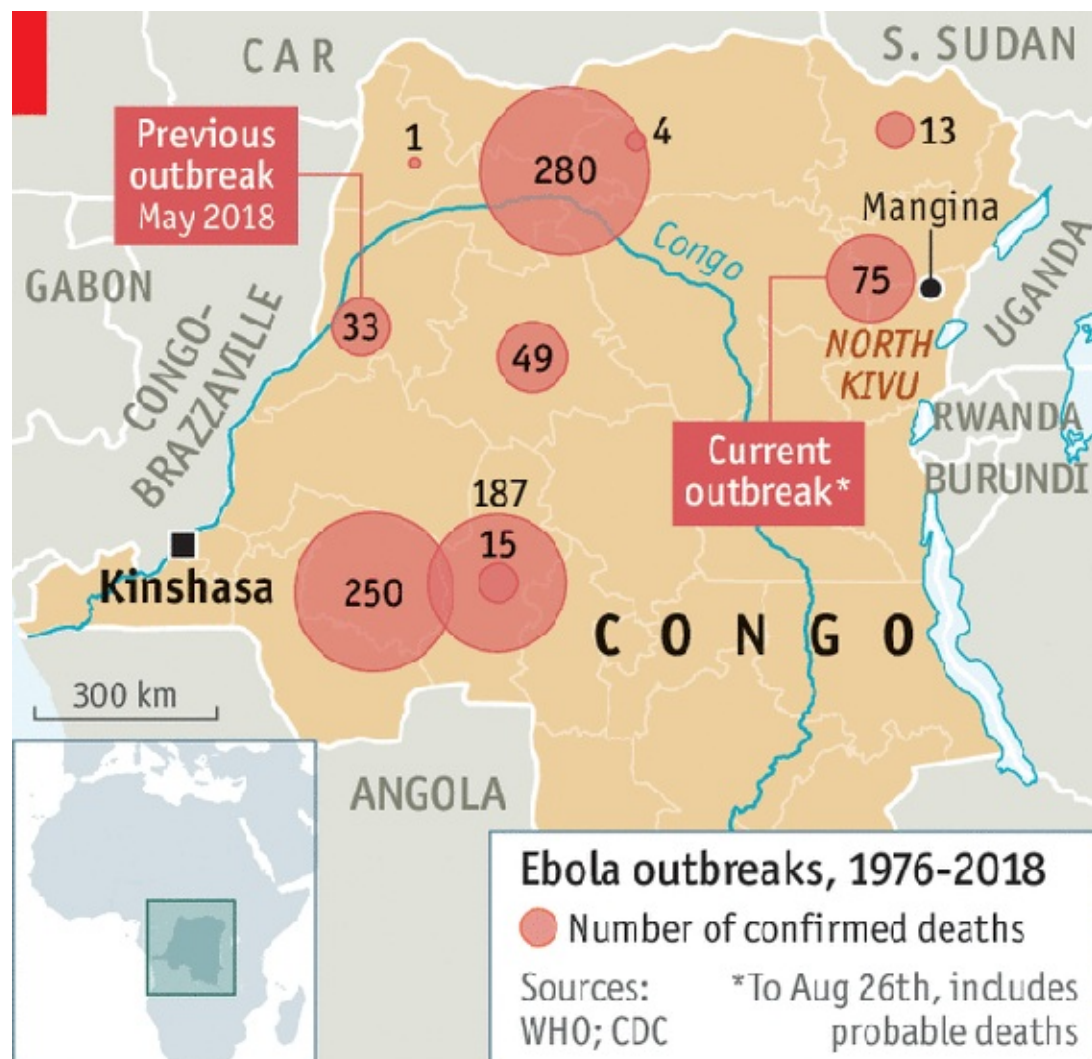 CAR
S. SUDAN
Previous
outbreak
May 2018
1
280
4
13
Mangina
Congo
GABON
CONGO-
BRAZZAVILLE
33
49
75
UGANDA
NORTH
KIVU
RWANDA
BURUNDI
Current
outbreak*
187
15
250
Kinshasa
CONGO
300 km
ANGOLA
Ebola outbreaks, 1976-2018
Number of confirmed deaths
Sources:
WHO; CDC
*To Aug 26th, includes
probable deaths